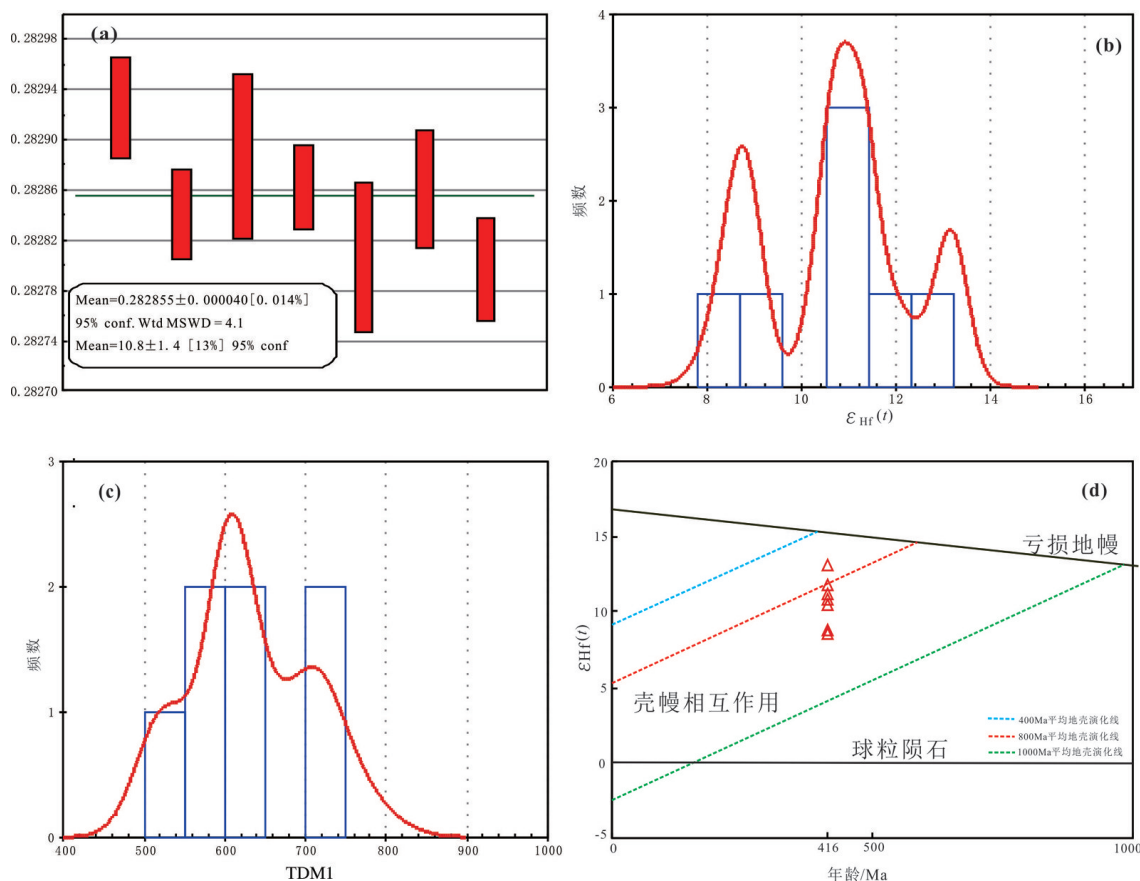 (a)
0.28298
0.28294
0.28290
0.28286
0.28282
0.28278
0.28274
0.28270
Mean=0.282855±0.000040[0.014%]
95% conf. Wtd MSWD=4.1
Mean=10.8±1.4 [13%] 95% conf
(b)
4
3
2
1
0
频数
6 8 10 12 14 16
εHf(t)
(c)
3
2
1
0
频数
400 500 600 700 800 900 1000
TDM1
(d)
20
15
10
5
0
-5
εHf(t)
亏损地幔
壳幔相互作用
球粒陨石
400Ma平均地壳演化线
800Ma平均地壳演化线
1000Ma平均地壳演化线
0 416 500 1000
年龄/Ma